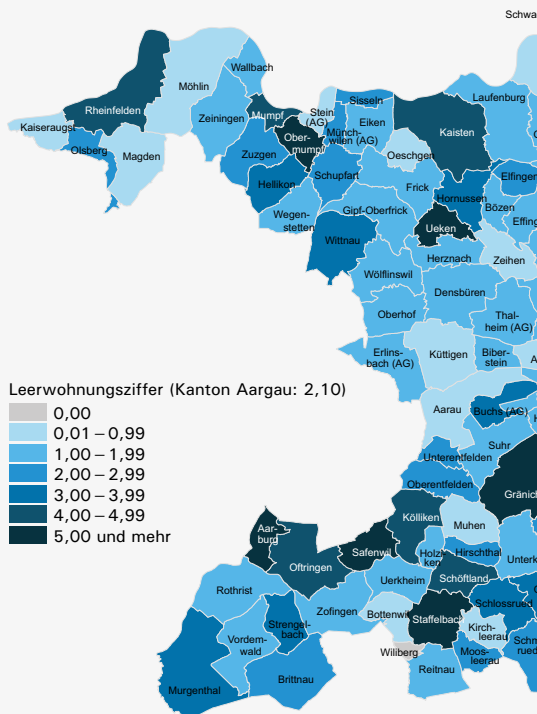 Schwa
Wallbach
Möhlin
Laufenburg
Rheinfelden
Sisseln
Mumpf
Stein
(AG)
Zeiningen
Eiken
Kaiseraugst
Münch-
wilen (AG)
Kaisten
Ober-
mumpf
Olsberg
Magden
Zuzgen
Oeschgen
Schupfart
Elfingen
Hellikon
Frick
Hornussen
Bözen
Wegen-
stetten
Gipf-Oberfrick
Effing
Ueken
Wittnau
Herznach
Zeihen
Wölflinswil
Densbüren
Oberhof
Thal-
heim (AG)
Erlins-
bach (AG)
Küttigen
Biber-
stein
A
Leerwohnungsziffer (Kanton Aargau: 2,10)
0,00
0,01 – 0,99
1,00 – 1,99
2,00 – 2,99
3,00 – 3,99
4,00 – 4,99
5,00 und mehr
Aarau
Buchs (AG)
Suhr
Unterentfelden
Oberentfelden
Gränich
Kölliken
Muhen
Aar-
burg
Safenwil
Holzi-
ken
Hirschthal
Unterk
Oftringen
Uerkheim
Schöftland
Rothrist
Zofingen
Bottenwil
Staffelbach
Schlossrued
Strengel-
bach
Kirch-
leerau
Vordem-
wald
Wiliberg
Moos-
leerau
Schm
rued
Reitnau
Brittnau
Murgenthal